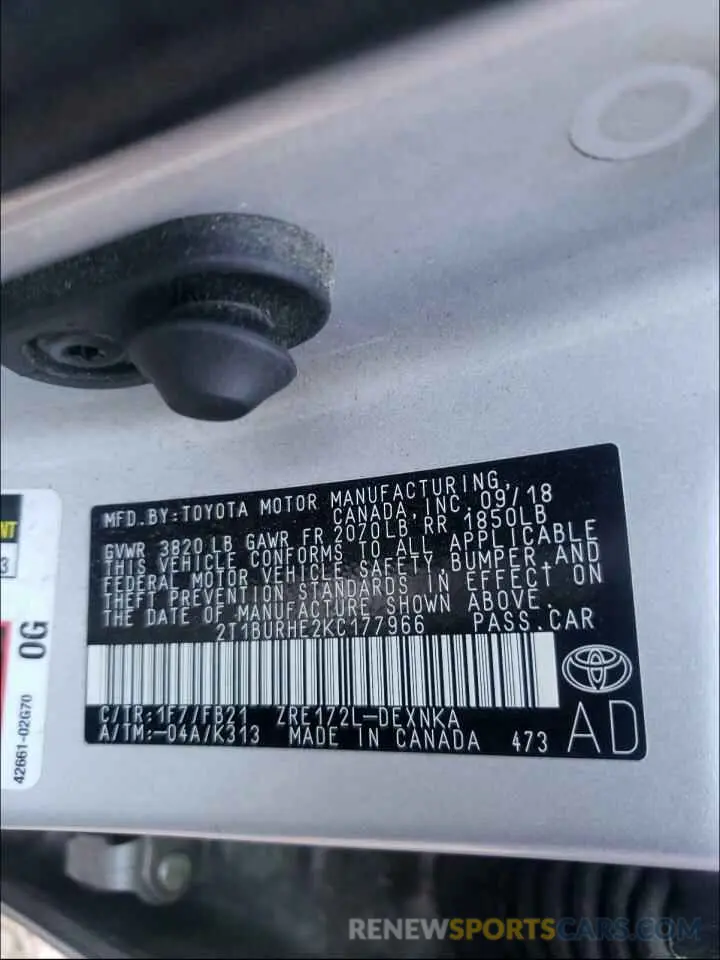 MFD.BY:TOYOTA MOTOR MANUFACTURING,
CANADA, INC. 09/18
GVWR 3820 LB GAWR FR 2070LB RR 1850LB
THIS VEHICLE CONFORMS TO ALL APPLICABLE
FEDERAL MOTOR VEHICLE SAFETY, BUMPER AND
THEFT PREVENTION STANDARDS IN EFFECT ON
THE DATE OF MANUFACTURE SHOWN ABOVE.
2T1BURHE2KC177966 PASS.CAR
C/TR:1F7/FB21 ZRE172L-DEXNKA
A/TM:-04A/K313 MADE IN CANADA 473
AD
0G
42661-02G70
RENEWSPORTSCARS.COM